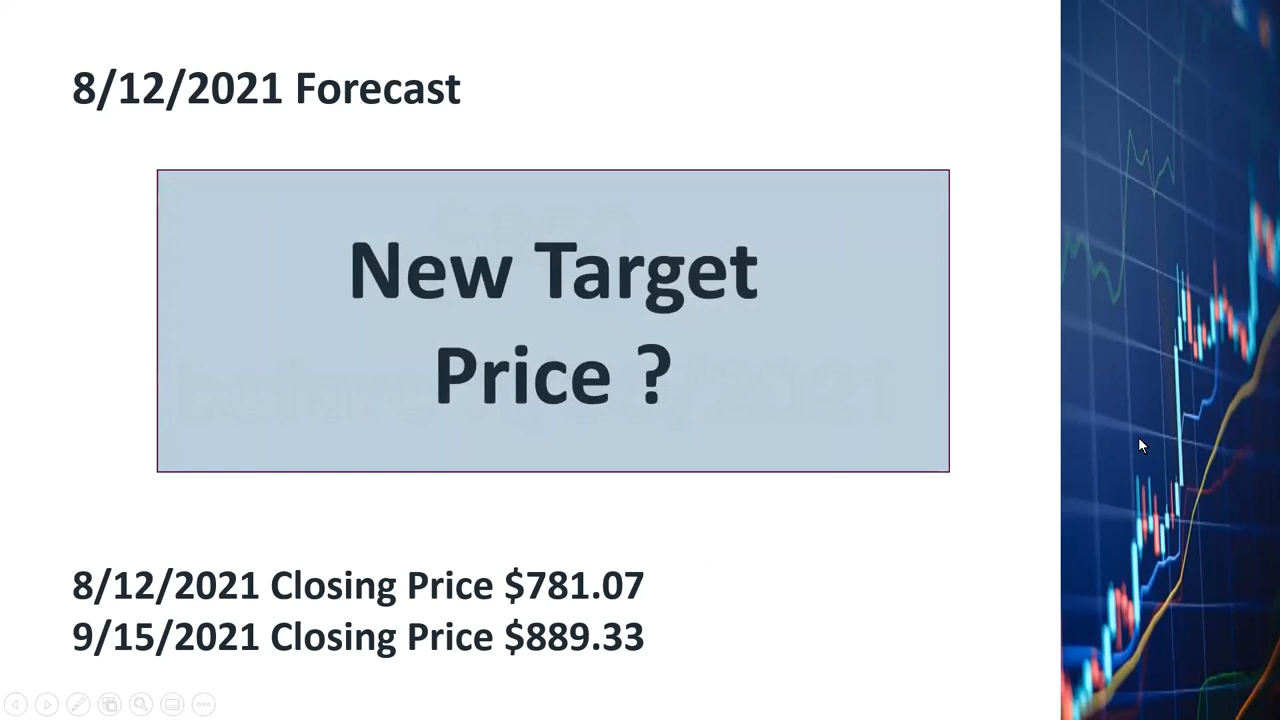 8/12/2021 Forecast
New Target
Price ?
8/12/2021 Closing Price $781.07
9/15/2021 Closing Price $889.33